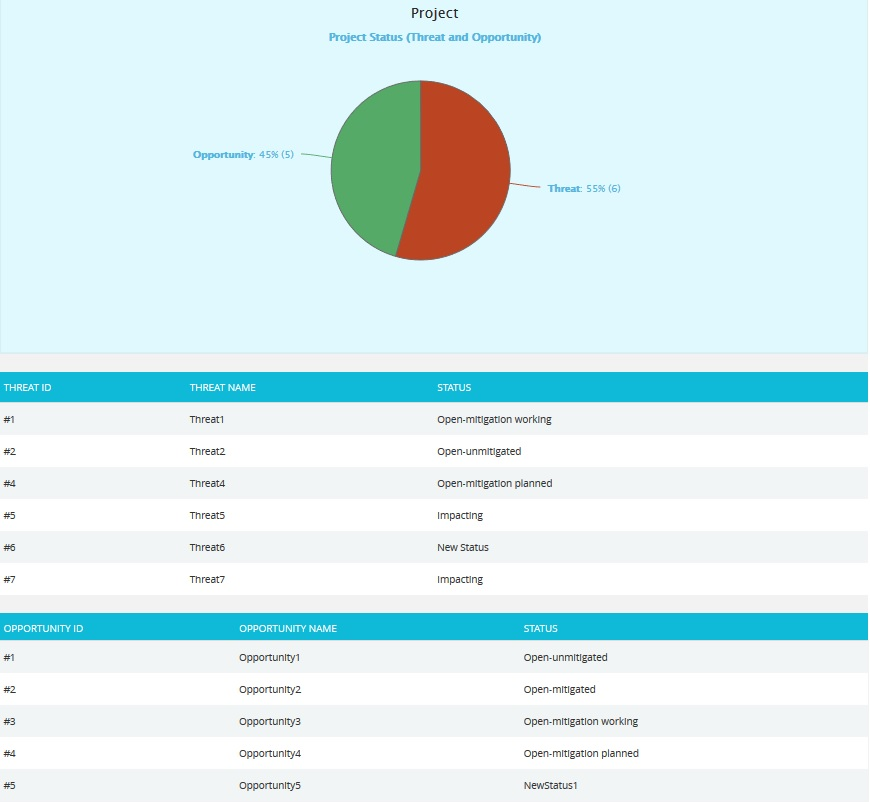 Project
Project Status (Threat and Opportunity)
Opportunity: 45% (5)
Threat: 55% (6)
THREAT ID THREAT NAME STATUS
#1 Threat1 Open-mitigation working
#2 Threat2 Open-unmitigated
#4 Threat4 Open-mitigation planned
#5 Threat5 Impacting
#6 Threat6 New Status
#7 Threat7 Impacting
OPPORTUNITY ID OPPORTUNITY NAME STATUS
#1 Opportunity1 Open-unmitigated
#2 Opportunity2 Open-mitigated
#3 Opportunity3 Open-mitigation working
#4 Opportunity4 Open-mitigation planned
#5 Opportunity5 NewStatus1